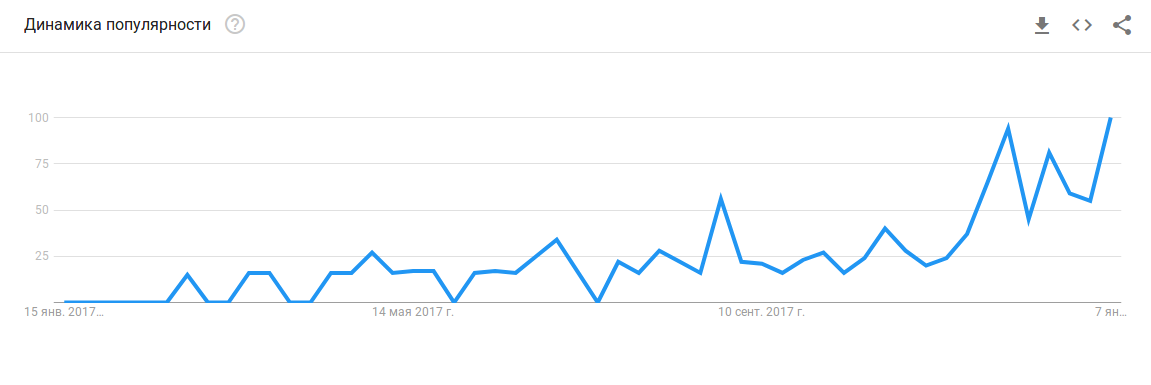 Динамика популярности
100
75
50
25
15 янв. 2017…
14 мая 2017 г.
10 сент. 2017 г.
7 ян…